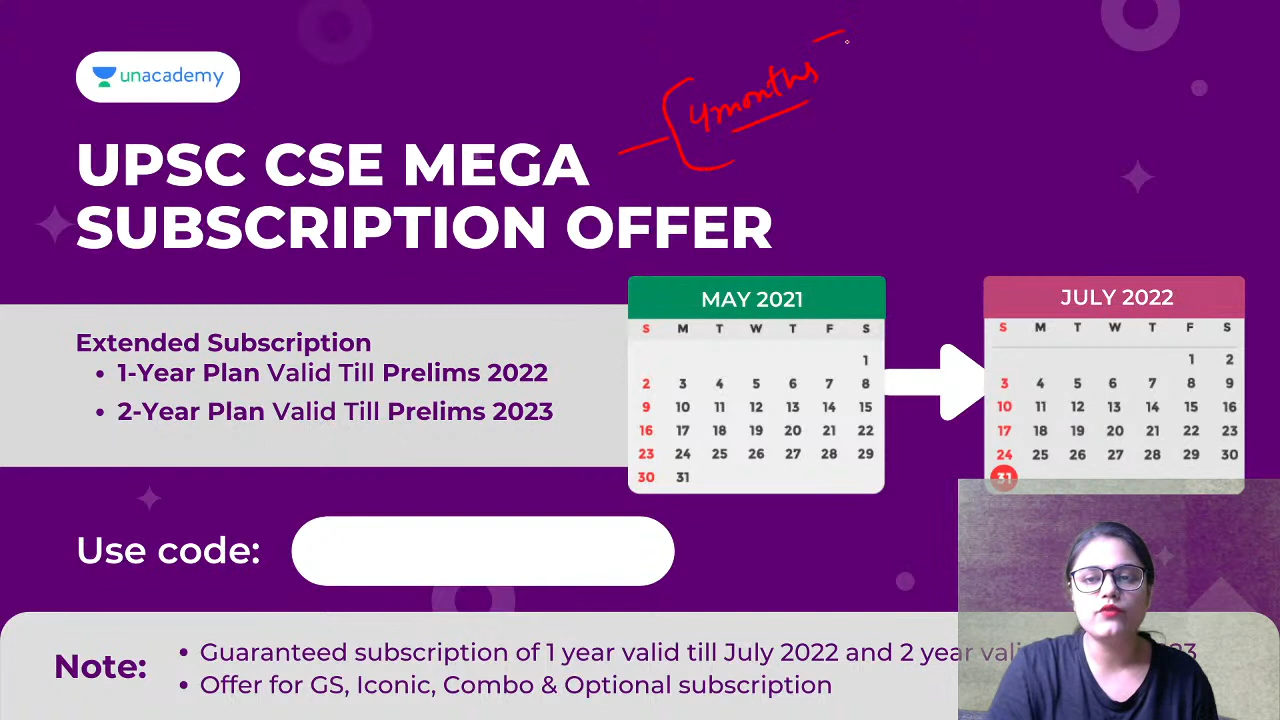 unacademy
4months
UPSC CSE MEGA
SUBSCRIPTION OFFER
MAY 2021
S M T W T F S
1
2 3 4 5 6 7 8
9 10 11 12 13 14 15
16 17 18 19 20 21 22
23 24 25 26 27 28 29
30 31
JULY 2022
S M T W T F S
1 2
3 4 5 6 7 8 9
10 11 12 13 14 15 16
17 18 19 20 21 22 23
24 25 26 27 28 29 30
31
Extended Subscription
• 1-Year Plan Valid Till Prelims 2022
• 2-Year Plan Valid Till Prelims 2023
Use code:
Note:
• Guaranteed subscription of 1 year valid till July 2022 and 2 year
• Offer for GS, Iconic, Combo & Optional subscription